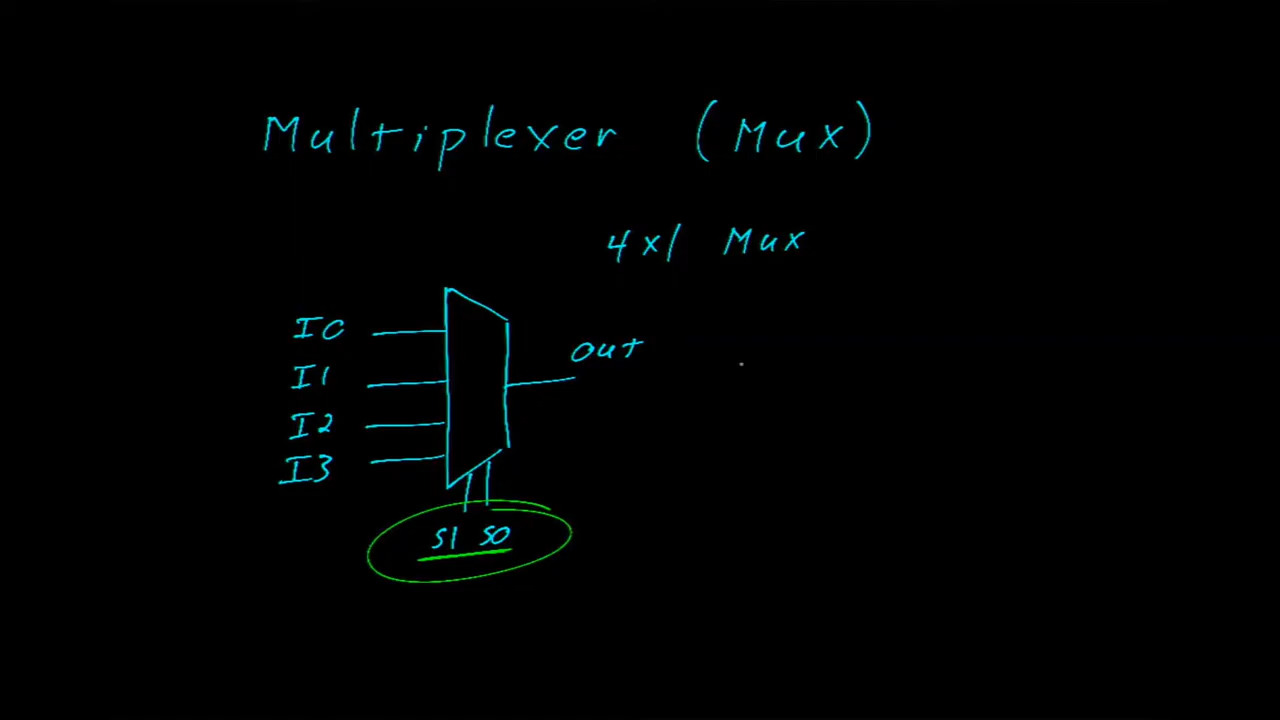 Multiplexer (Mux)
4x1 Mux
I0
out
I1
I2
I3
S1 S0